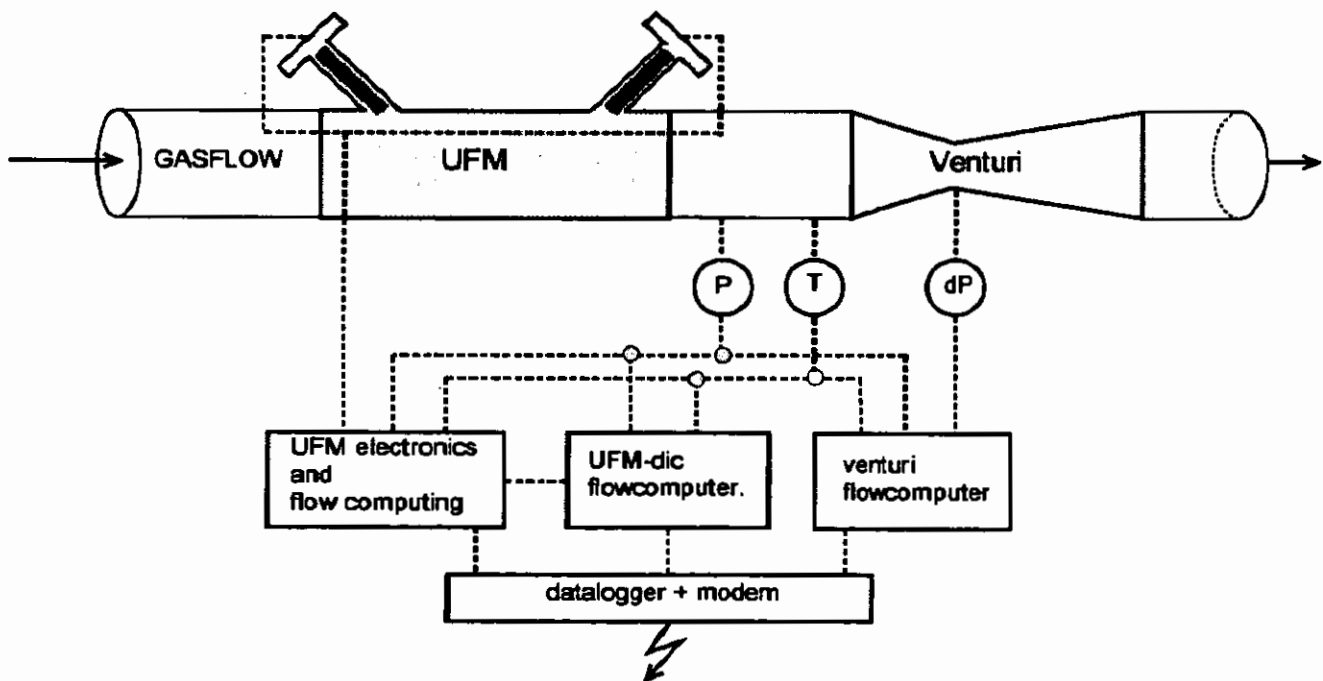 GASFLOW
UFM
Venturi
P
T
dP
UFM electronics
and
flow computing
UFM-dic
flowcomputer.
venturi
flowcomputer
datalogger + modem